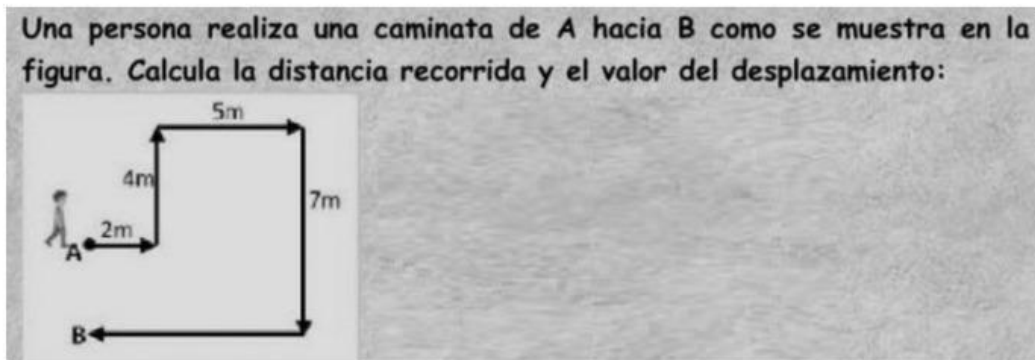 Una persona realiza una caminata de A hacia B como se muestra en la
figura. Calcula la distancia recorrida y el valor del desplazamiento:
5m
4m
7m
2m
A
B